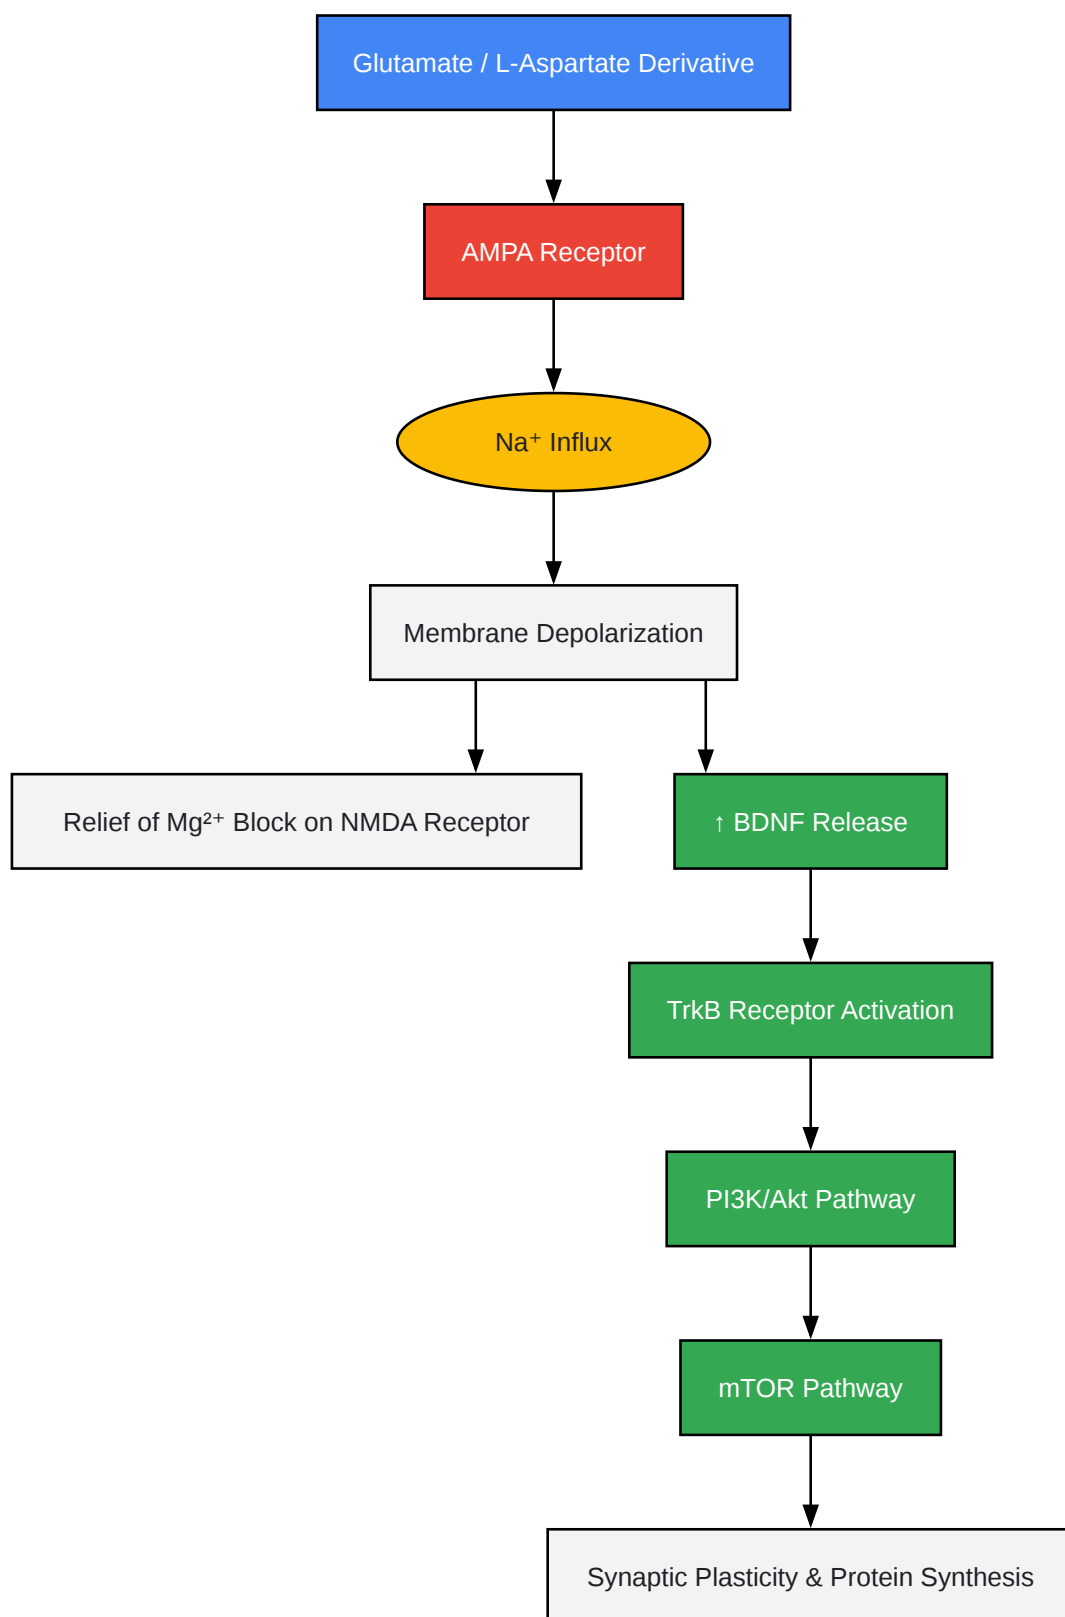 Glutamate / L-Aspartate Derivative
AMPA Receptor
Na⁺ Influx
Membrane Depolarization
Relief of Mg²⁺ Block on NMDA Receptor
↑ BDNF Release
TrkB Receptor Activation
PI3K/Akt Pathway
mTOR Pathway
Synaptic Plasticity & Protein Synthesis